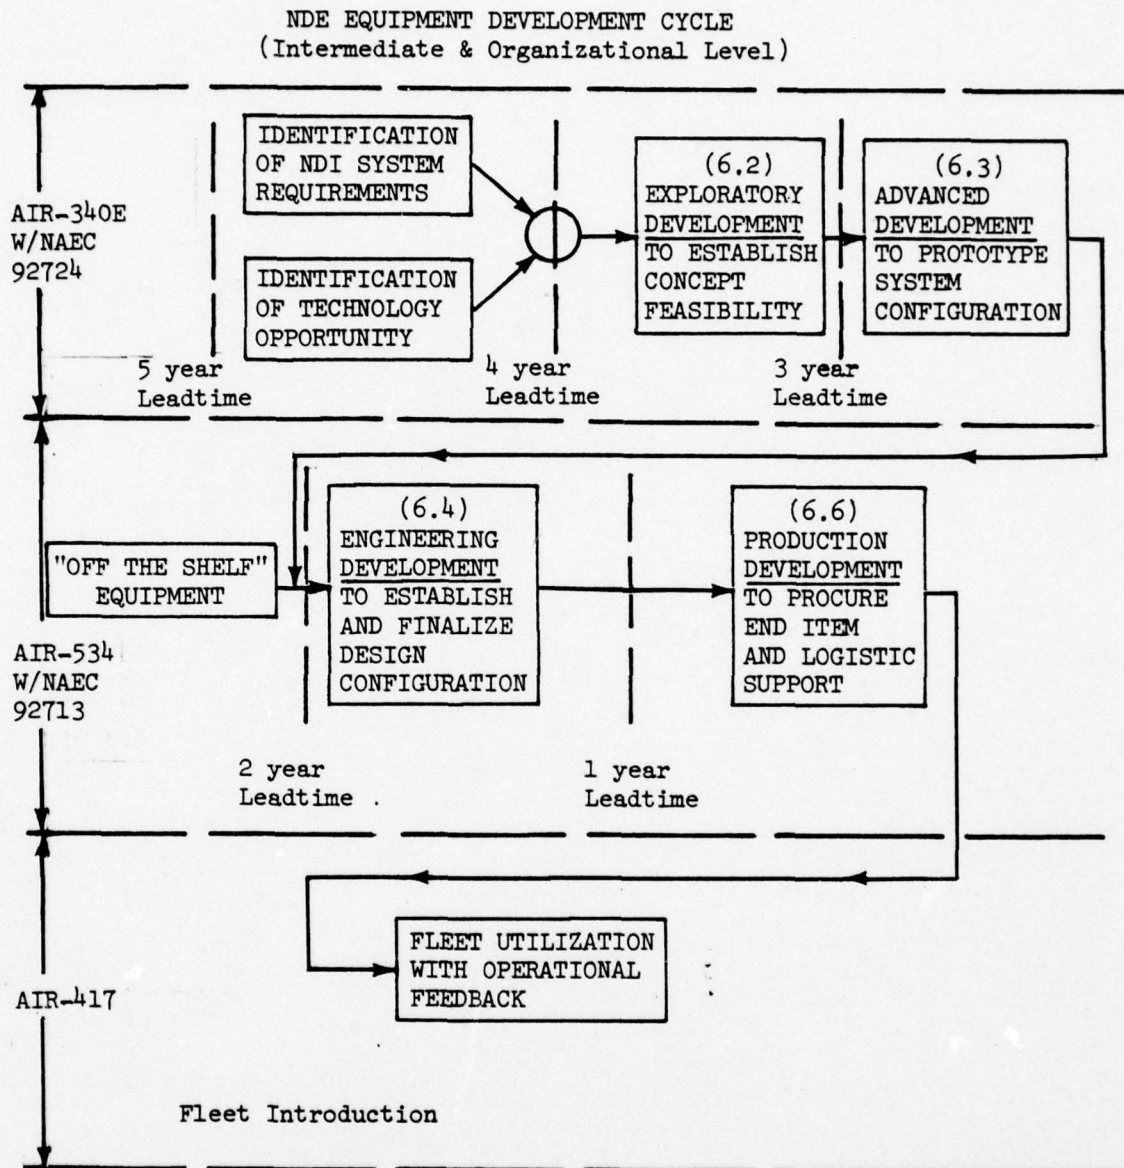 NDE EQUIPMENT DEVELOPMENT CYCLE
(Intermediate & Organizational Level)
AIR-340E
W/NAEC
92724
IDENTIFICATION
OF NDI SYSTEM
REQUIREMENTS
IDENTIFICATION
OF TECHNOLOGY
OPPORTUNITY
(6.2)
EXPLORATORY
DEVELOPMENT
TO ESTABLISH
CONCEPT
FEASIBILITY
(6.3)
ADVANCED
DEVELOPMENT
TO PROTOTYPE
SYSTEM
CONFIGURATION
5 year
Leadtime
4 year
Leadtime
3 year
Leadtime
AIR-534
W/NAEC
92713
"OFF THE SHELF"
EQUIPMENT
(6.4)
ENGINEERING
DEVELOPMENT
TO ESTABLISH
AND FINALIZE
DESIGN
CONFIGURATION
(6.6)
PRODUCTION
DEVELOPMENT
TO PROCURE
END ITEM
AND LOGISTIC
SUPPORT
2 year
Leadtime
1 year
Leadtime
AIR-417
FLEET UTILIZATION
WITH OPERATIONAL
FEEDBACK
Fleet Introduction